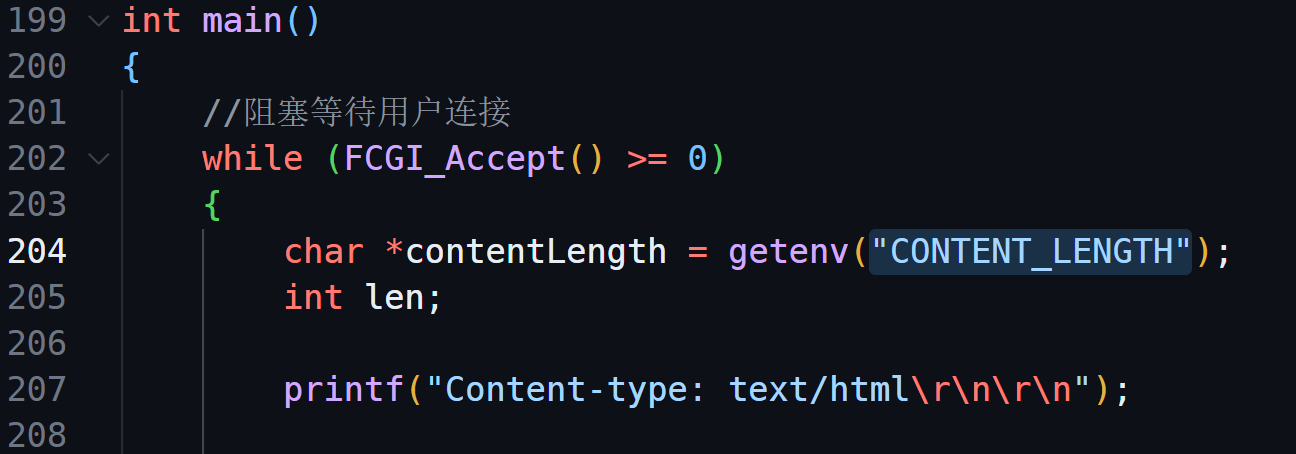 199 int main()
200 {
201 //阻塞等待用户连接
202 while (FCGI_Accept() >= 0)
203 {
204 char *contentLength = getenv("CONTENT_LENGTH");
205 int len;
206
207 printf("Content-type: text/html\r\n\r\n");
208